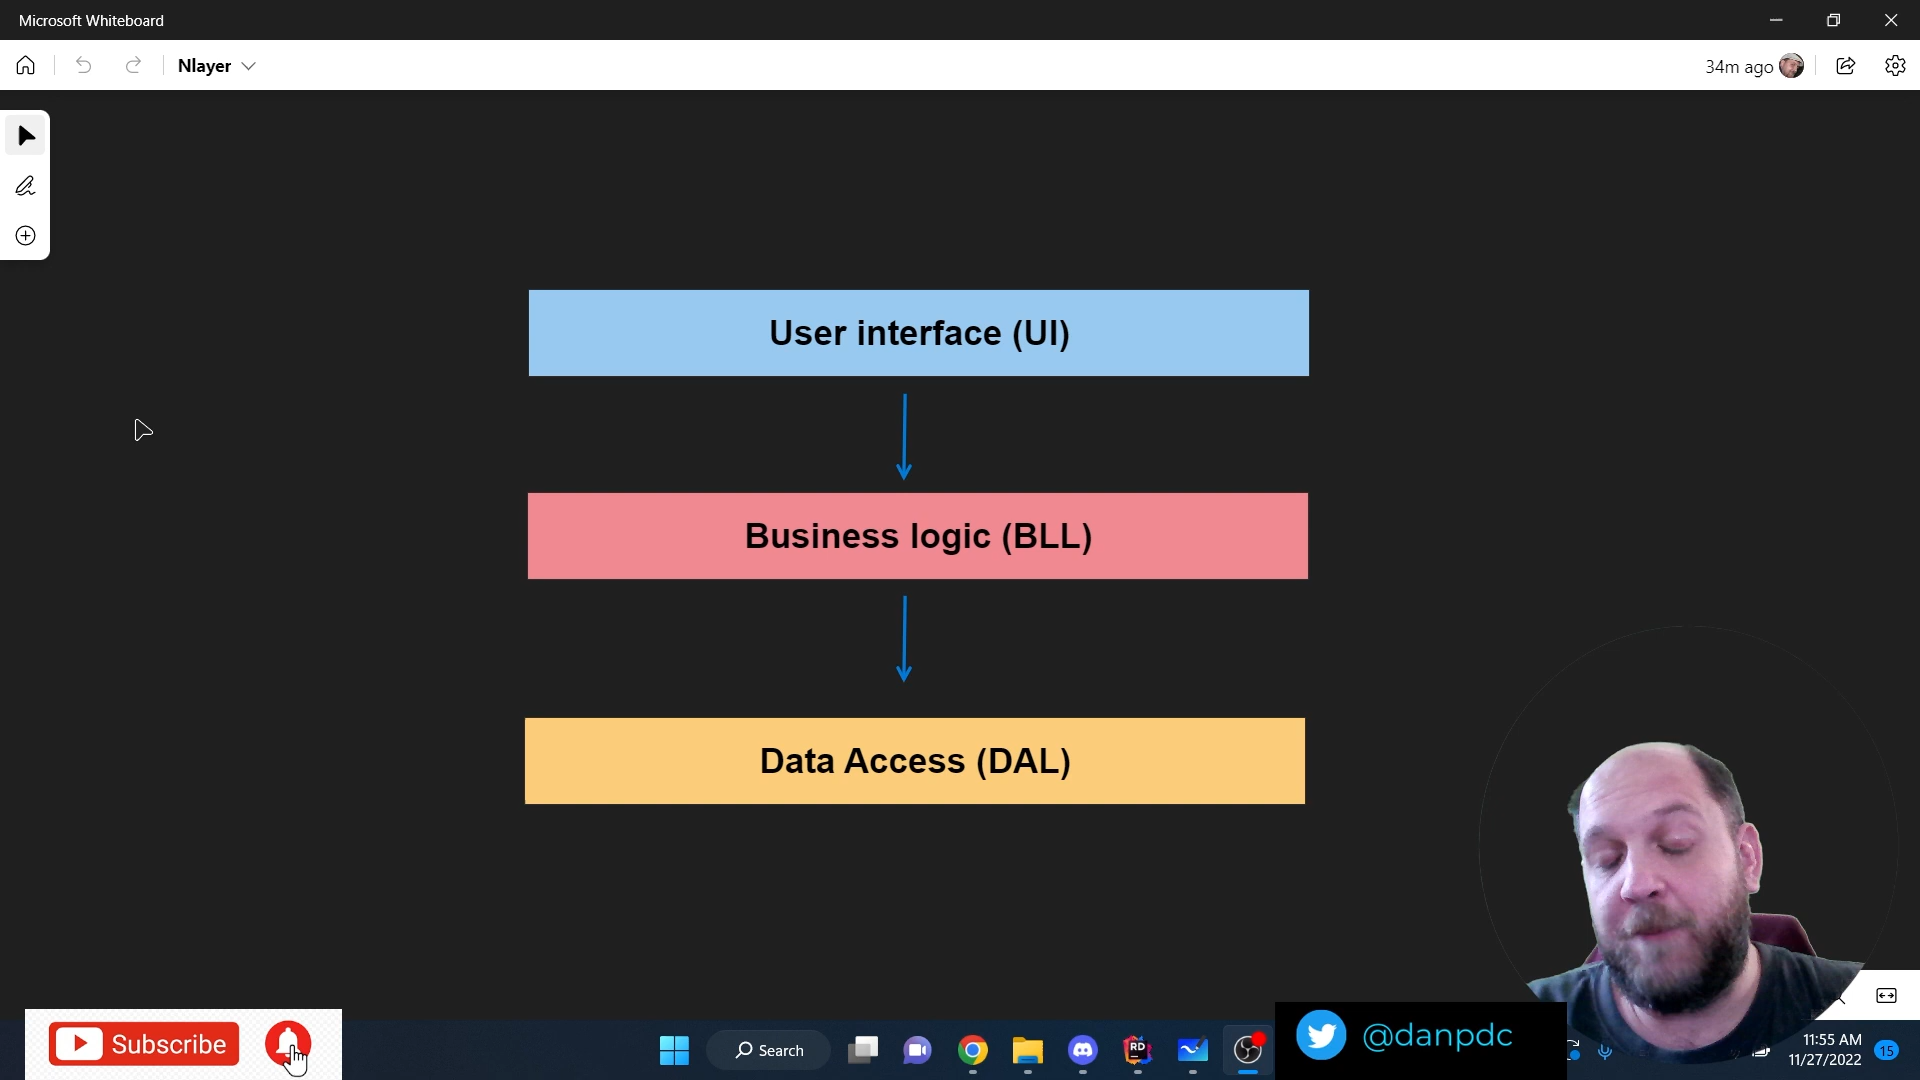 Microsoft Whiteboard
Nlayer
34m ago
User interface (UI)
Business logic (BLL)
Data Access (DAL)
Subscribe
Search
RD
@danpdc
11:55 AM
11/27/2022
15